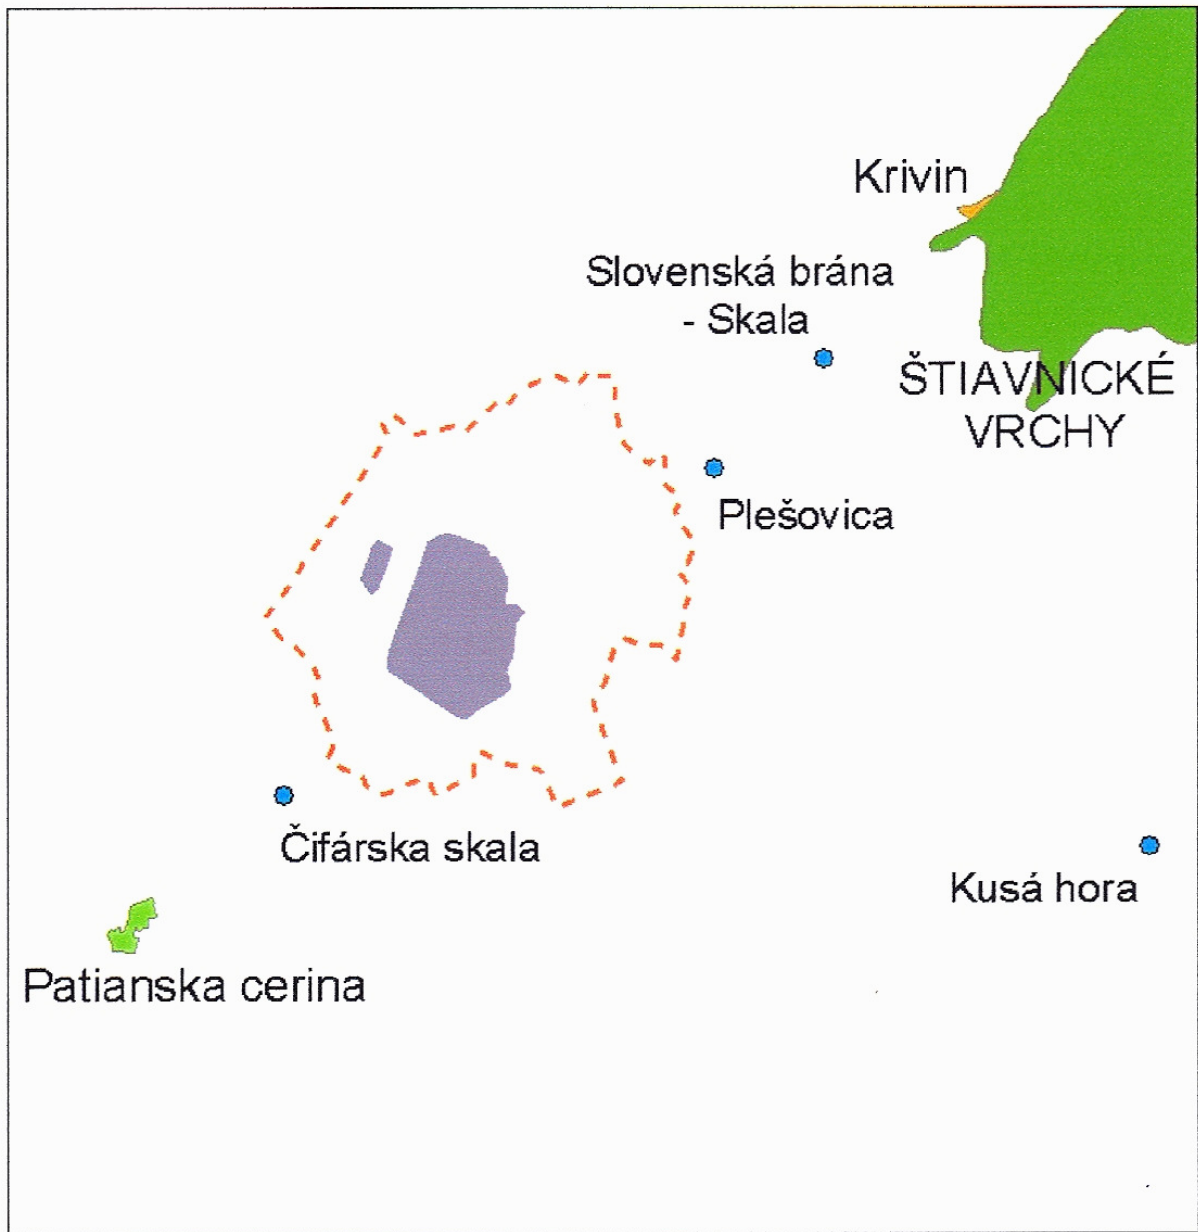 Krivin
Slovenská brána
- Skala
ŠTIAVNICKÉ
VRCHY
Plešovica
Čifárska skala
Kusá hora
Patianska cerina